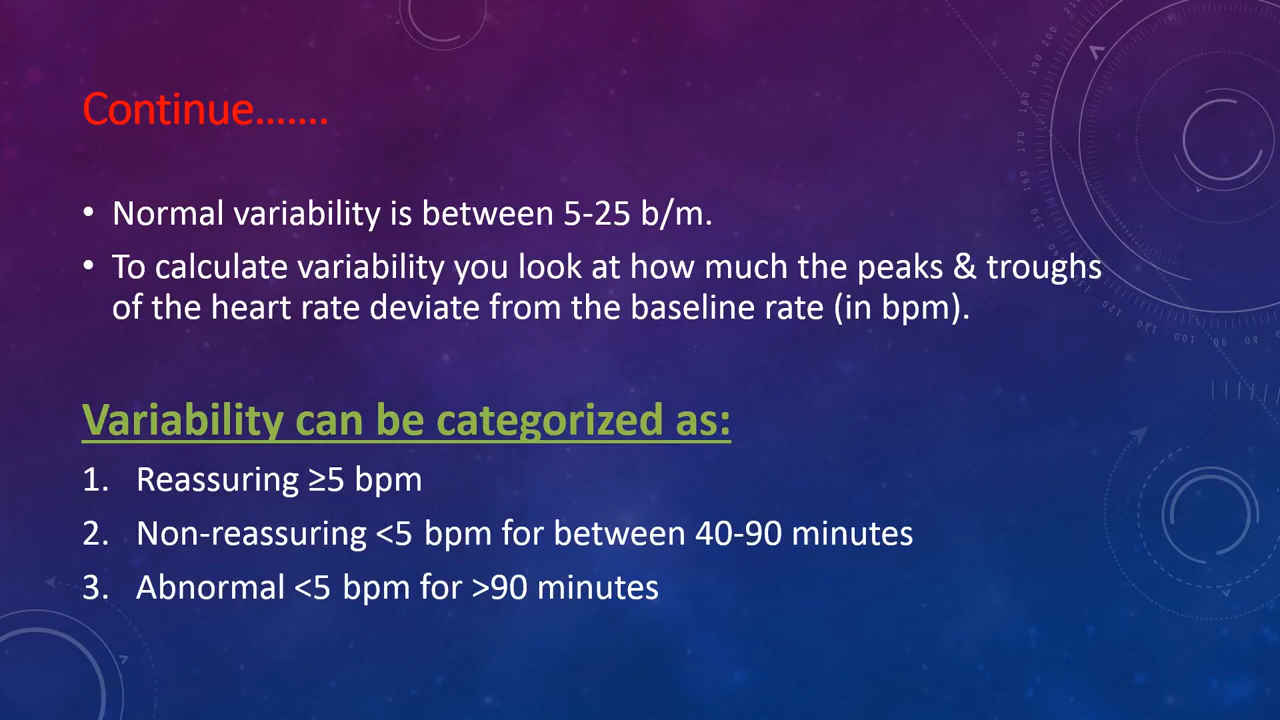 Continue.......
• Normal variability is between 5-25 b/m.
• To calculate variability you look at how much the peaks & troughs
of the heart rate deviate from the baseline rate (in bpm).
Variability can be categorized as:
1. Reassuring ≥5 bpm
2. Non-reassuring <5 bpm for between 40-90 minutes
3. Abnormal <5 bpm for >90 minutes